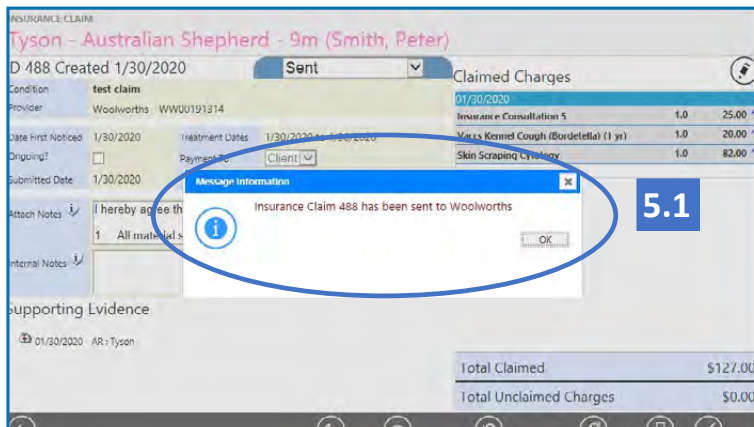 INSURANCE CLAIM
Tyson - Australian Shepherd - 9m (Smith, Peter)
D 488 Created 1/30/2020
Sent
Condition test claim
Provider Woolworths WW00191314
Date First Noticed 1/30/2020 Treatment Dates 1/30/2020 to 1/30/2020
Ongoing? Payment To Client
Submitted Date 1/30/2020
Attach Notes I hereby agree th
1 All material s
Internal Notes
Supporting Evidence
01/30/2020 AR: Tyson
Message Information
Insurance Claim 488 has been sent to Woolworths
OK
5.1
Claimed Charges
01/30/2020
Insurance Consultation 5 1.0 25.00
Vaccs Kennel Cough (Bordetella) (1 yr) 1.0 20.00
Skin Scraping Cytology 1.0 82.00
Total Claimed $127.00
Total Unclaimed Charges $0.00